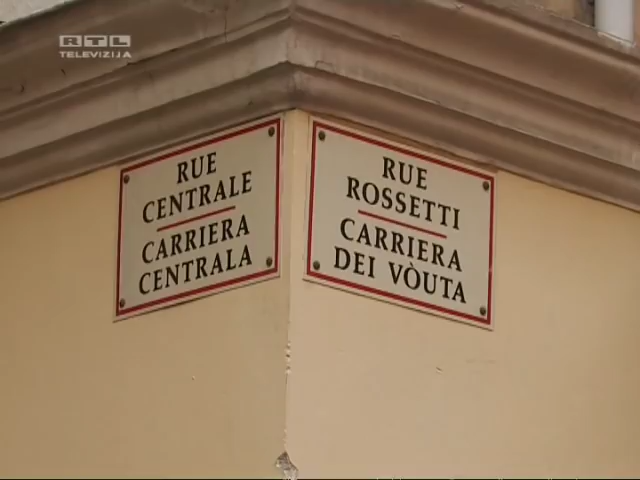 RTL
TELEVIZIJA
RUE
CENTRALE
CARRIERA
CENTRALA
RUE
ROSSETTI
CARRIERA
DEI VÒUTA